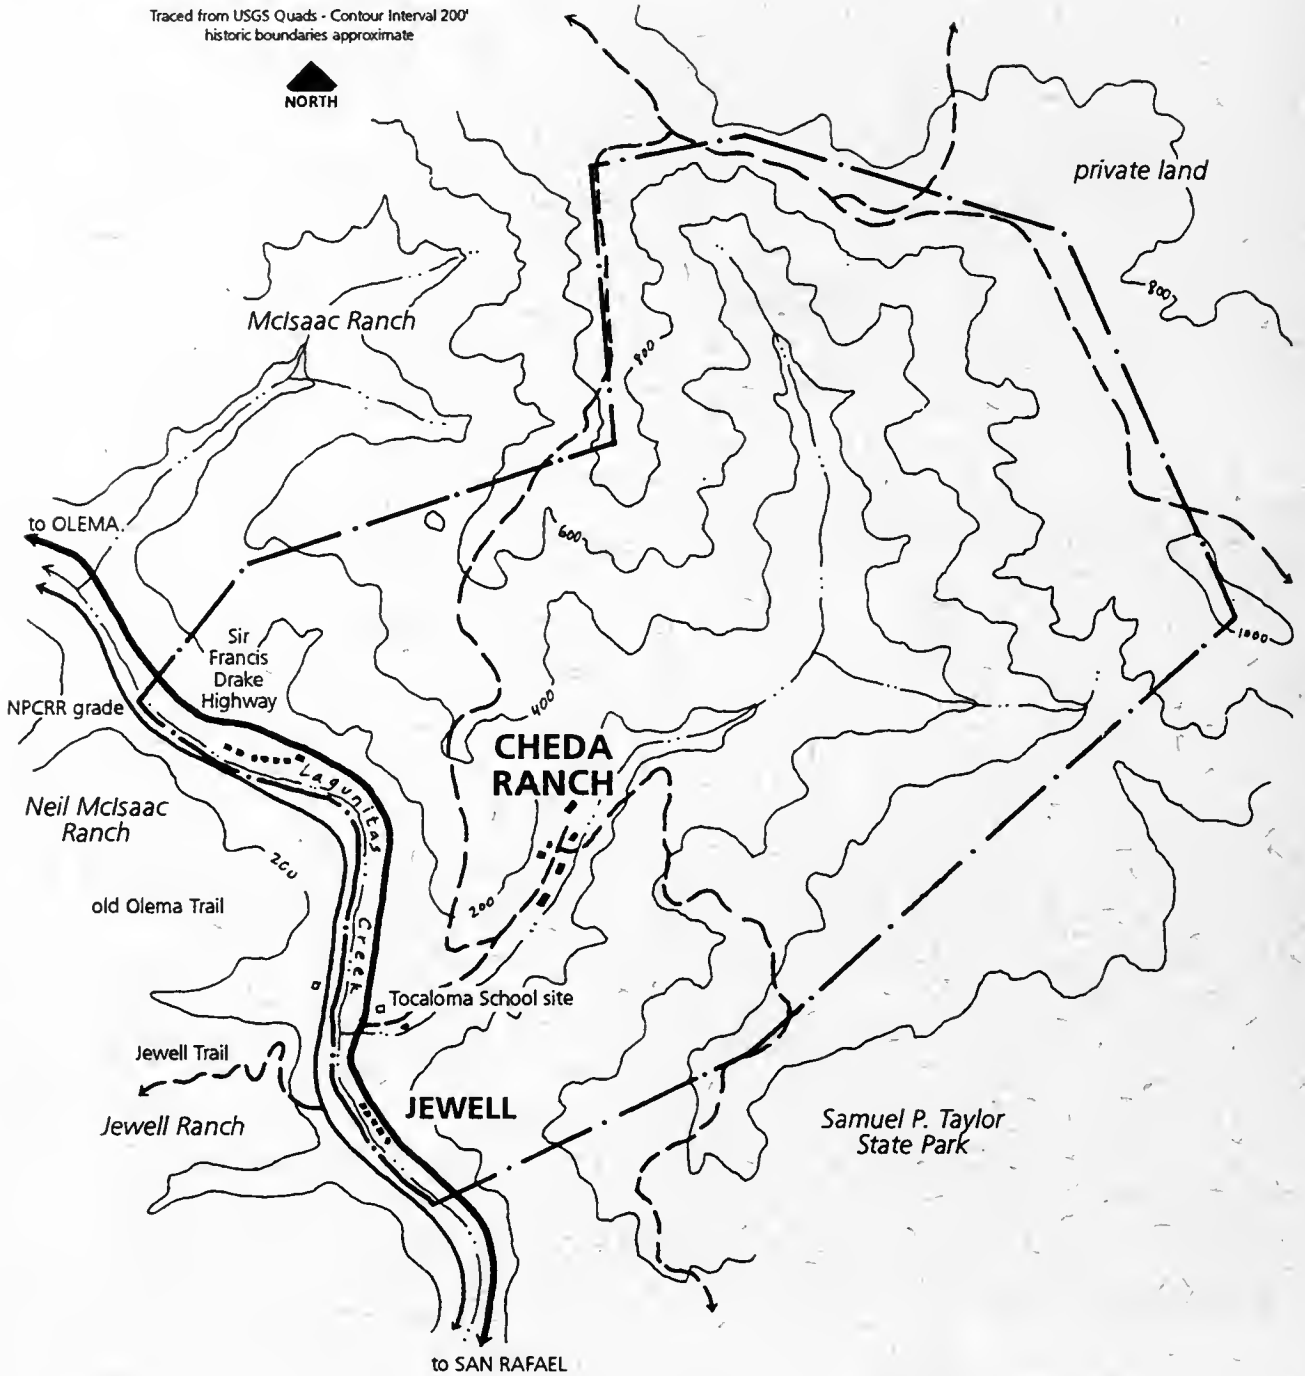 Traced from USGS Quads - Contour Interval 200'
historic boundaries approximate
NORTH
private land
800
McIsaac Ranch
800
to OLEMA
600
1000
Sir
Francis
Drake
Highway
NPCRR grade
400
CHEDA
RANCH
Lagunitas
Creek
Neil McIsaac
Ranch
200
old Olema Trail
200
Tocaloma School site
Jewell Trail
JEWELL
Jewell Ranch
Samuel P. Taylor
State Park
to SAN RAFAEL